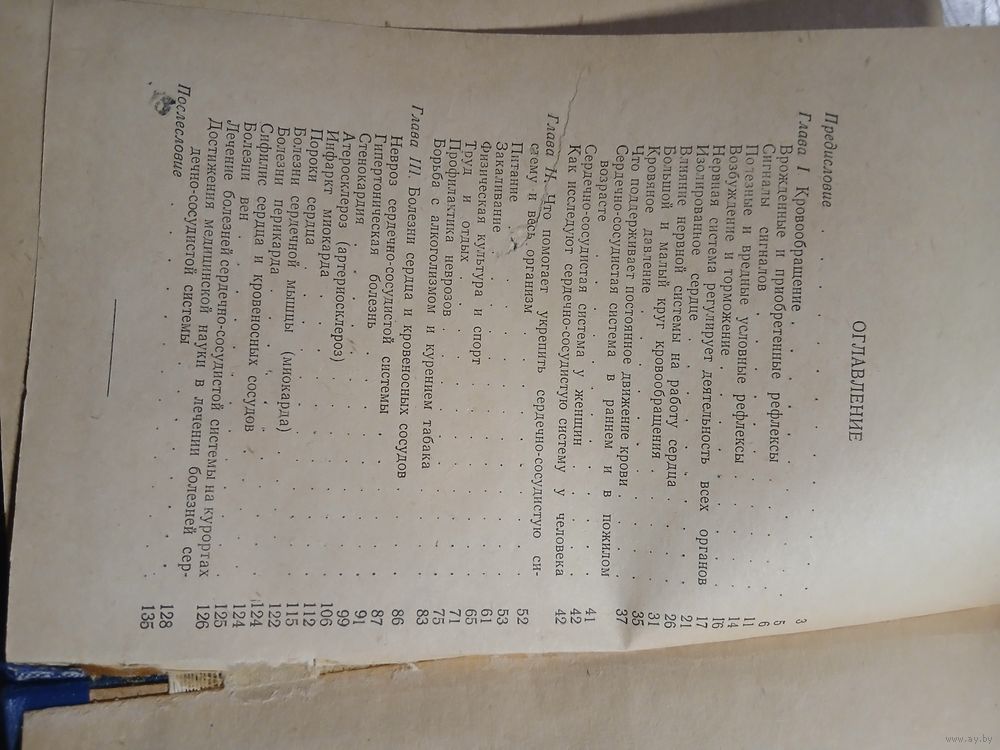 ОГЛАВЛЕНИЕ
Предисловие . . . . . . 3
Глава I Кровообращение . . . . . 5
Врожденные и приобретенные рефлексы . . . 6
Сигналы сигналов . . . . . . 11
Полезные и вредные условные рефлексы . . . 14
Возбуждение и торможение . . . . . 16
Нервная система регулирует деятельность всех органов 17
Изолированное сердце . . . . . . 21
Влияние нервной системы на работу сердца . . . 26
Большой и малый круг кровообращения . . . 31
Кровяное давление . . . . . . 35
Что поддерживает постоянное движение крови . . 37
Сердечно-сосудистая система в раннем и в пожилом
возрасте . . . . . . 41
Сердечно-сосудистая система у женщин . . . 42
Как исследуют сердечно-сосудистую систему у человека 42
Глава II. Что помогает укрепить сердечно-сосудистую си-
стему и весь организм . . . . . 52
Питание . . . . . . 53
Закаливание . . . . . . 61
Физическая культура и спорт . . . . 65
Труд и отдых . . . . . . 71
Профилактика неврозов . . . . . 75
Борьба с алкоголизмом и курением табака . . . 83
Глава III. Болезни сердца и кровеносных сосудов . . 86
Невроз сердечно-сосудистой системы . . . 87
Гипертоническая болезнь . . . . . 91
Стенокардия . . . . . . 99
Атеросклероз (артериосклероз) . . . . 106
Инфаркт миокарда . . . . . . 112
Пороки сердца . . . . . . 115
Болезни сердечной мышцы (миокарда) . . . 122
Болезни перикарда . . . . . . 124
Сифилис сердца и кровеносных сосудов . . . 124
Болезни вен . . . . . . 125
Лечение болезней сердечно-сосудистой системы на курортах 126
Достижения медицинской науки в лечении болезней сер-
дечно-сосудистой системы . . . . 128
Послесловие . . . . . . 135
www.ay.by